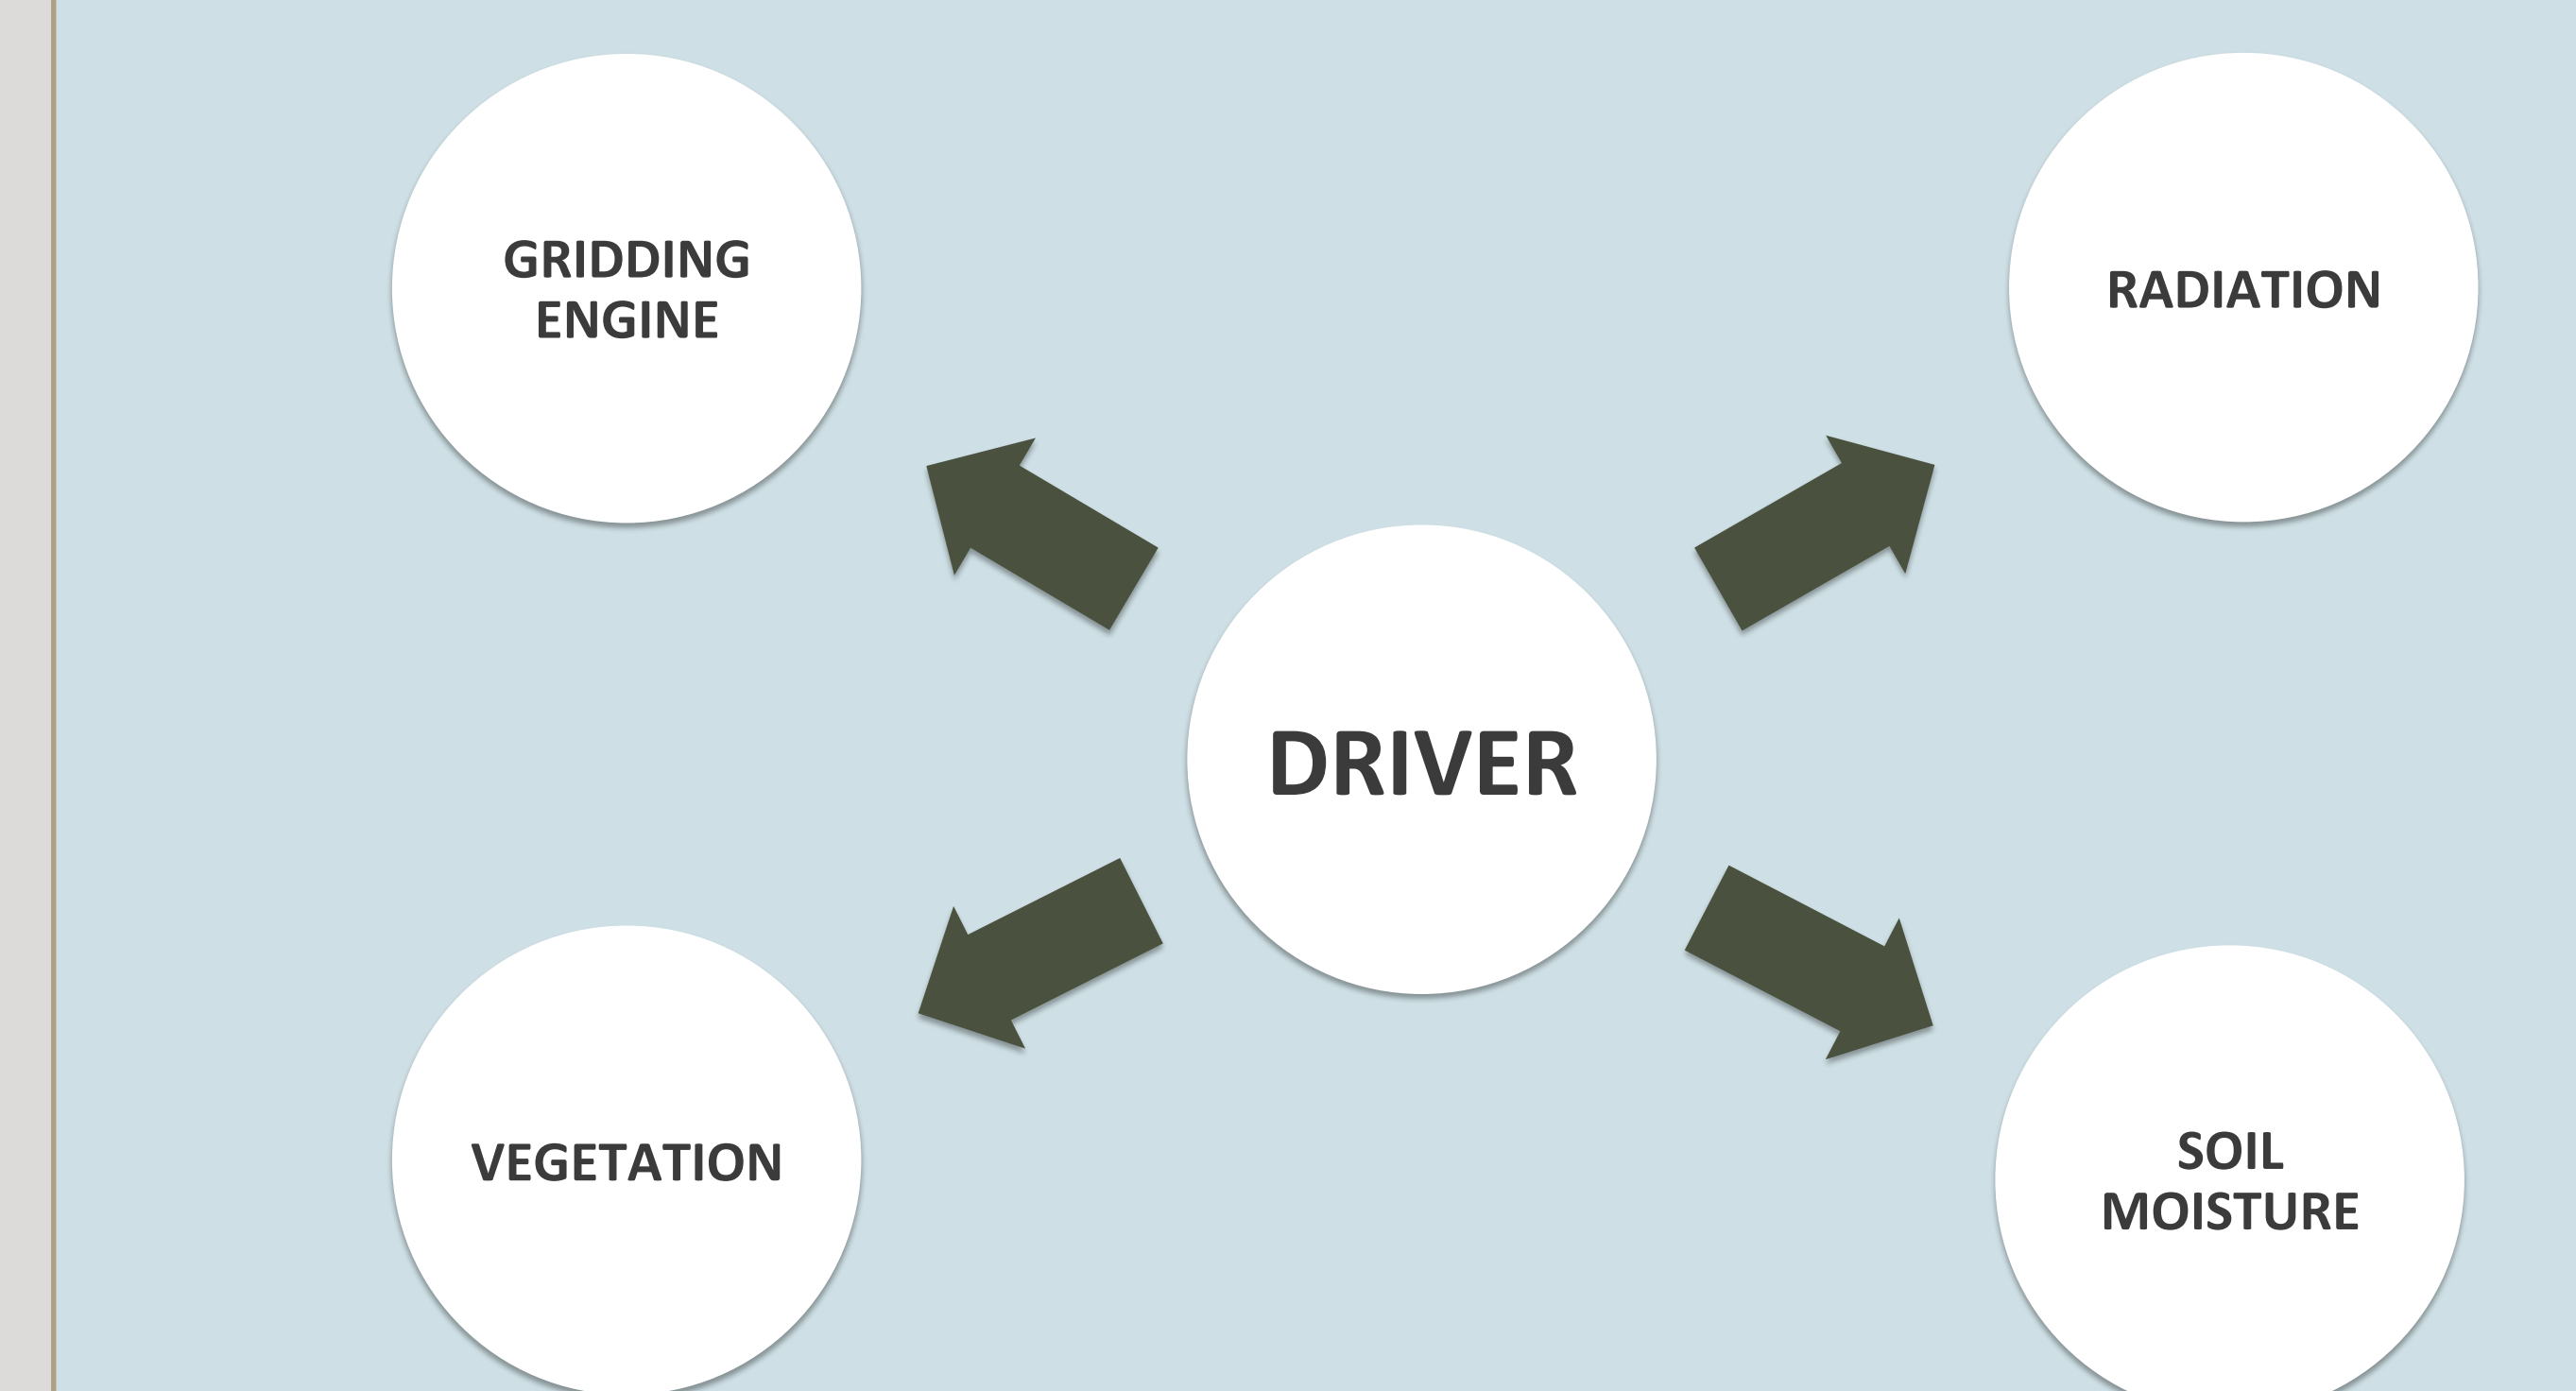 GRIDDING
ENGINE
RADIATION
DRIVER
VEGETATION
SOIL
MOISTURE